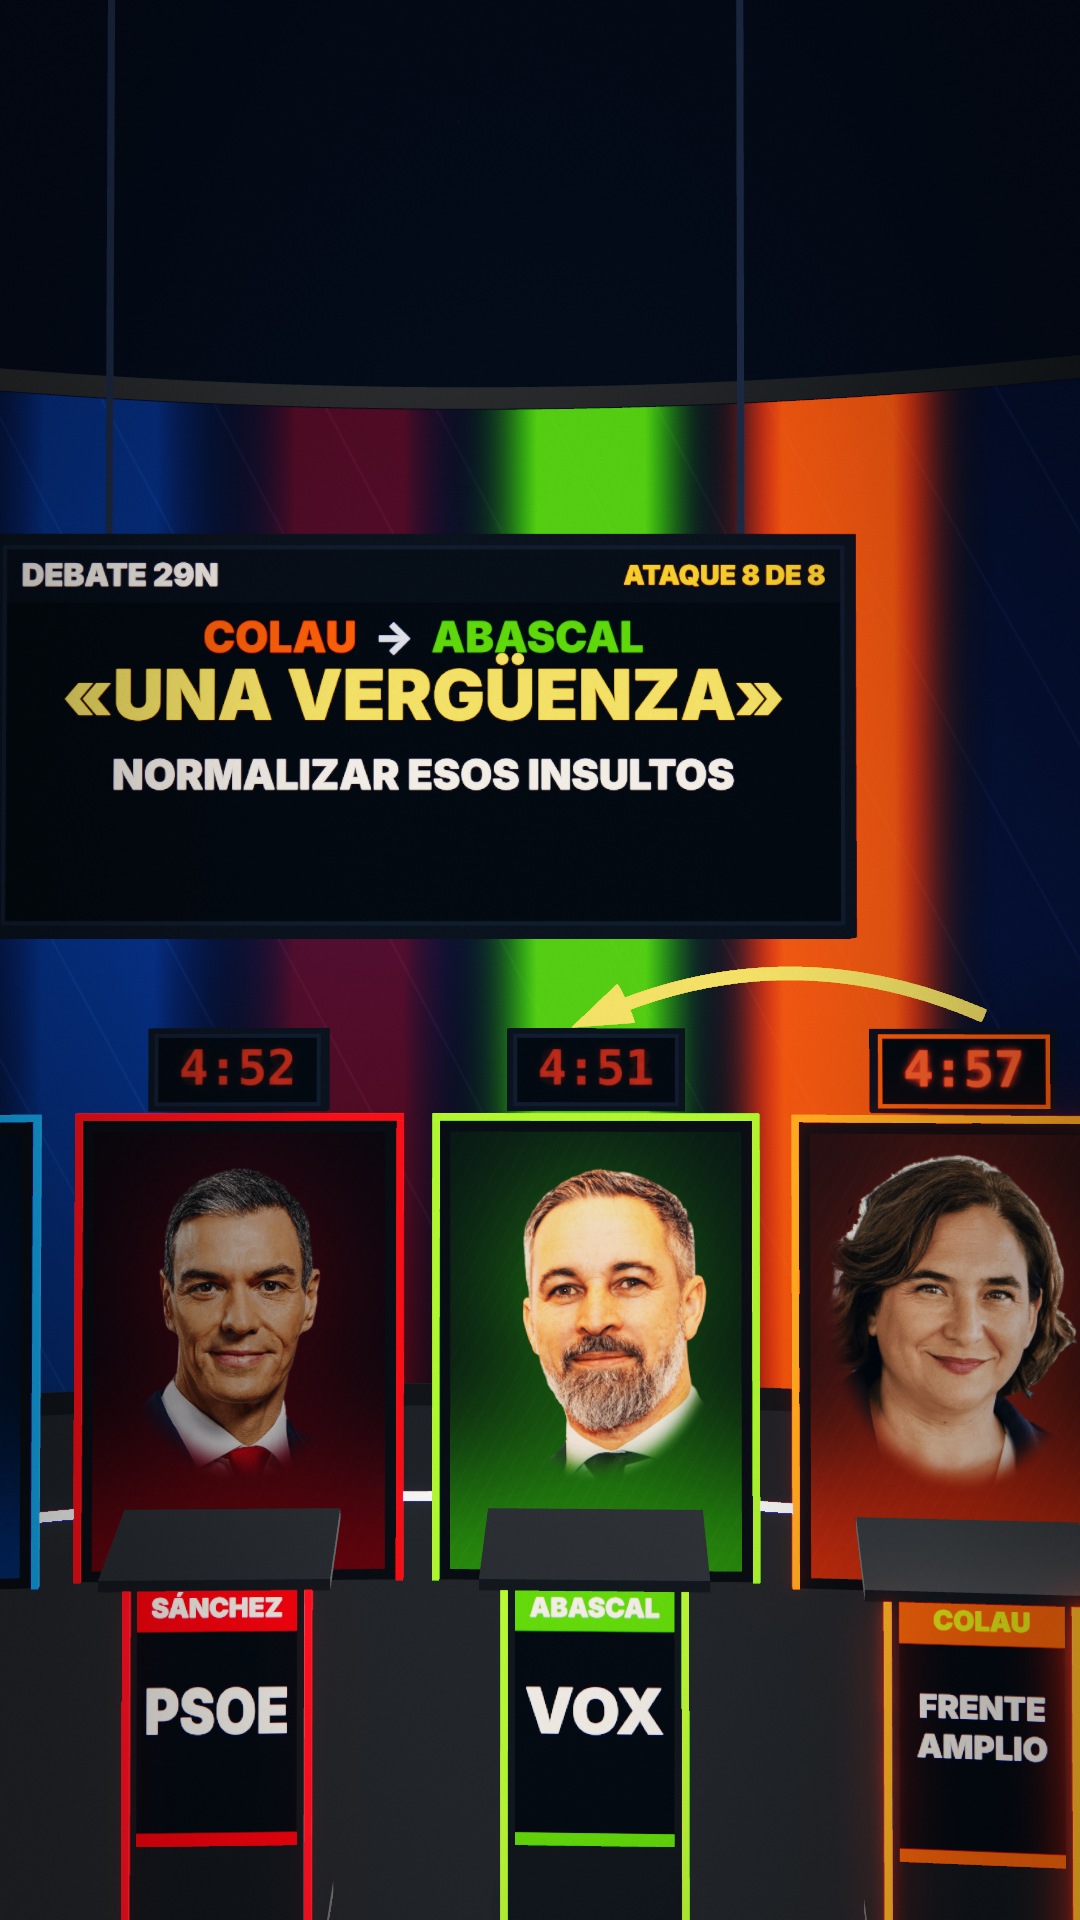 DEBATE 29N
ATAQUE 8 DE 8
COLAU → ABASCAL
«UNA VERGÜENZA»
NORMALIZAR ESOS INSULTOS
4:52
4:51
4:57
SÁNCHEZ
PSOE
ABASCAL
VOX
COLAU
FRENTE
AMPLIO